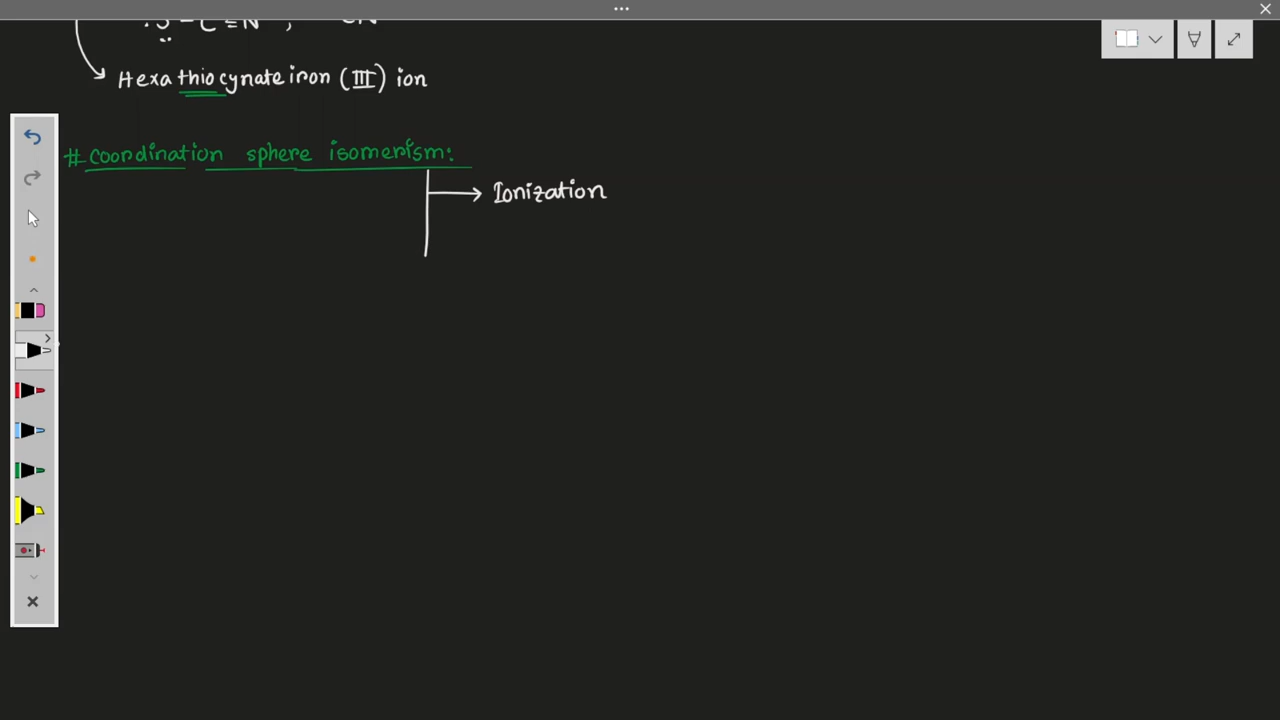 :S̤ - C ≡ N ,
Hexa thiocynate iron (III) ion
# coordination sphere isomerism:
Ionization